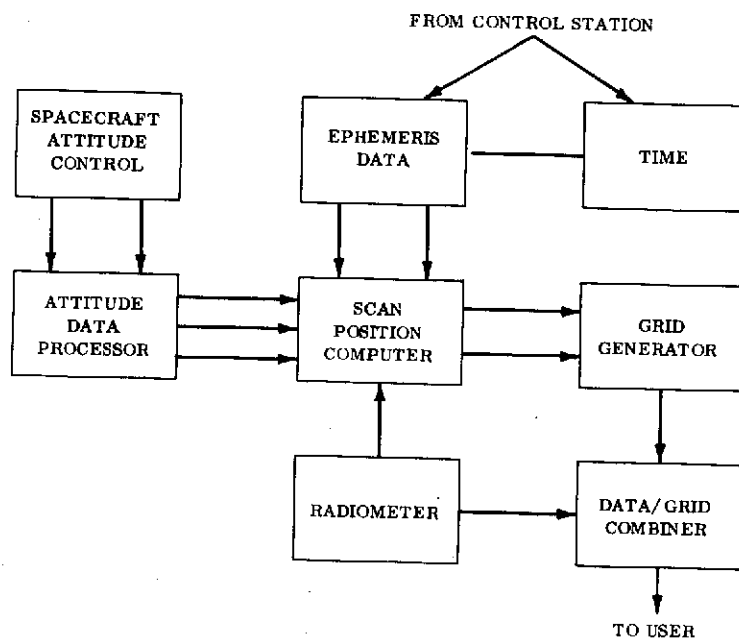 FROM CONTROL STATION
SPACECRAFT
ATTITUDE
CONTROL
EPHEMERIS
DATA
TIME
ATTITUDE
DATA
PROCESSOR
SCAN
POSITION
COMPUTER
GRID
GENERATOR
RADIOMETER
DATA/GRID
COMBINER
TO USER